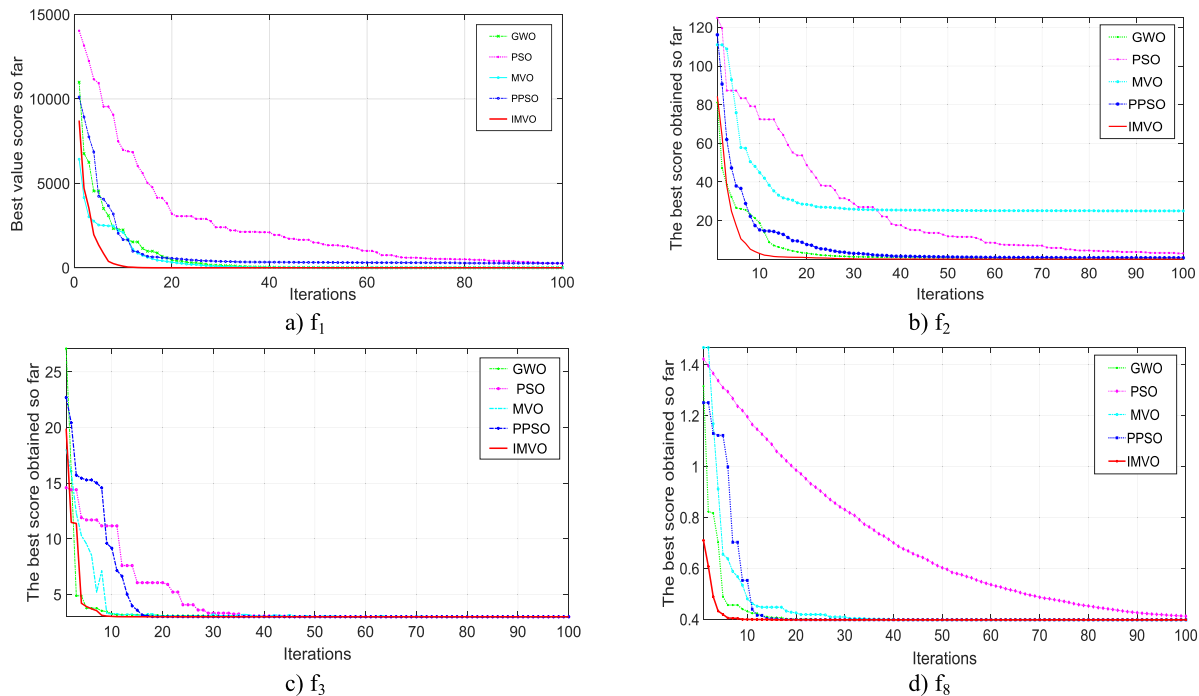 15000
10000
5000
0
Best value score so far
0 20 40 60 80 100
Iterations
GWO
PSO
MVO
PPSO
IMVO
a) f1
120
100
80
60
40
20
The best score obtained so far
10 20 30 40 50 60 70 80 90 100
Iterations
GWO
PSO
MVO
PPSO
IMVO
b) f2
25
20
15
10
5
The best score obtained so far
10 20 30 40 50 60 70 80 90 100
Iterations
GWO
PSO
MVO
PPSO
IMVO
c) f3
1.4
1.2
1
0.8
0.6
0.4
The best score obtained so far
10 20 30 40 50 60 70 80 90 100
Iterations
GWO
PSO
MVO
PPSO
IMVO
d) f8